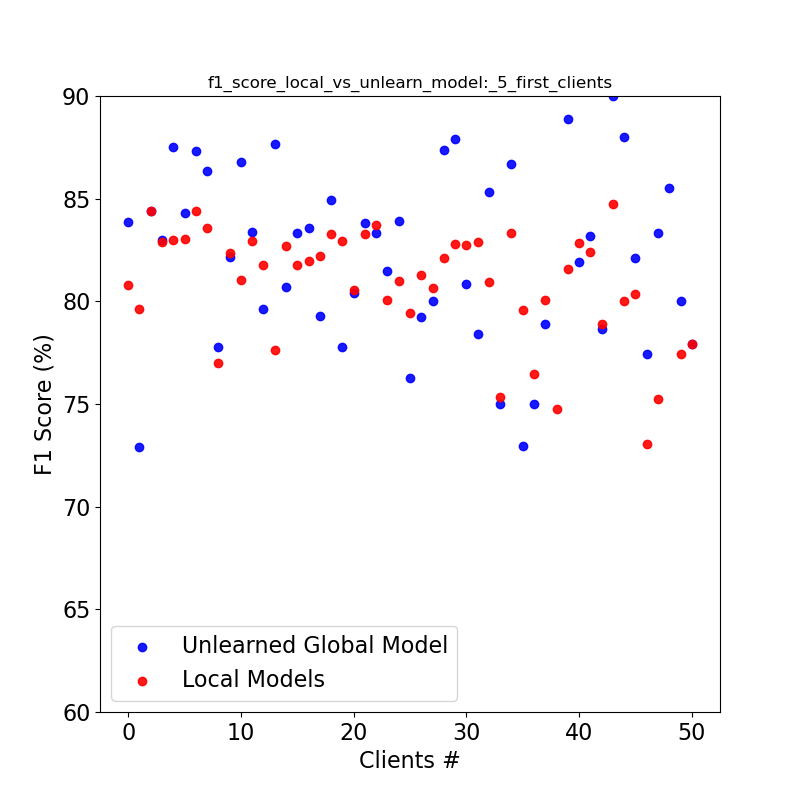 f1_score_local_vs_unlearn_model:_5_first_clients
90
85
80
75
70
65
60
F1 Score (%)
Unlearned Global Model
Local Models
0 10 20 30 40 50
Clients #